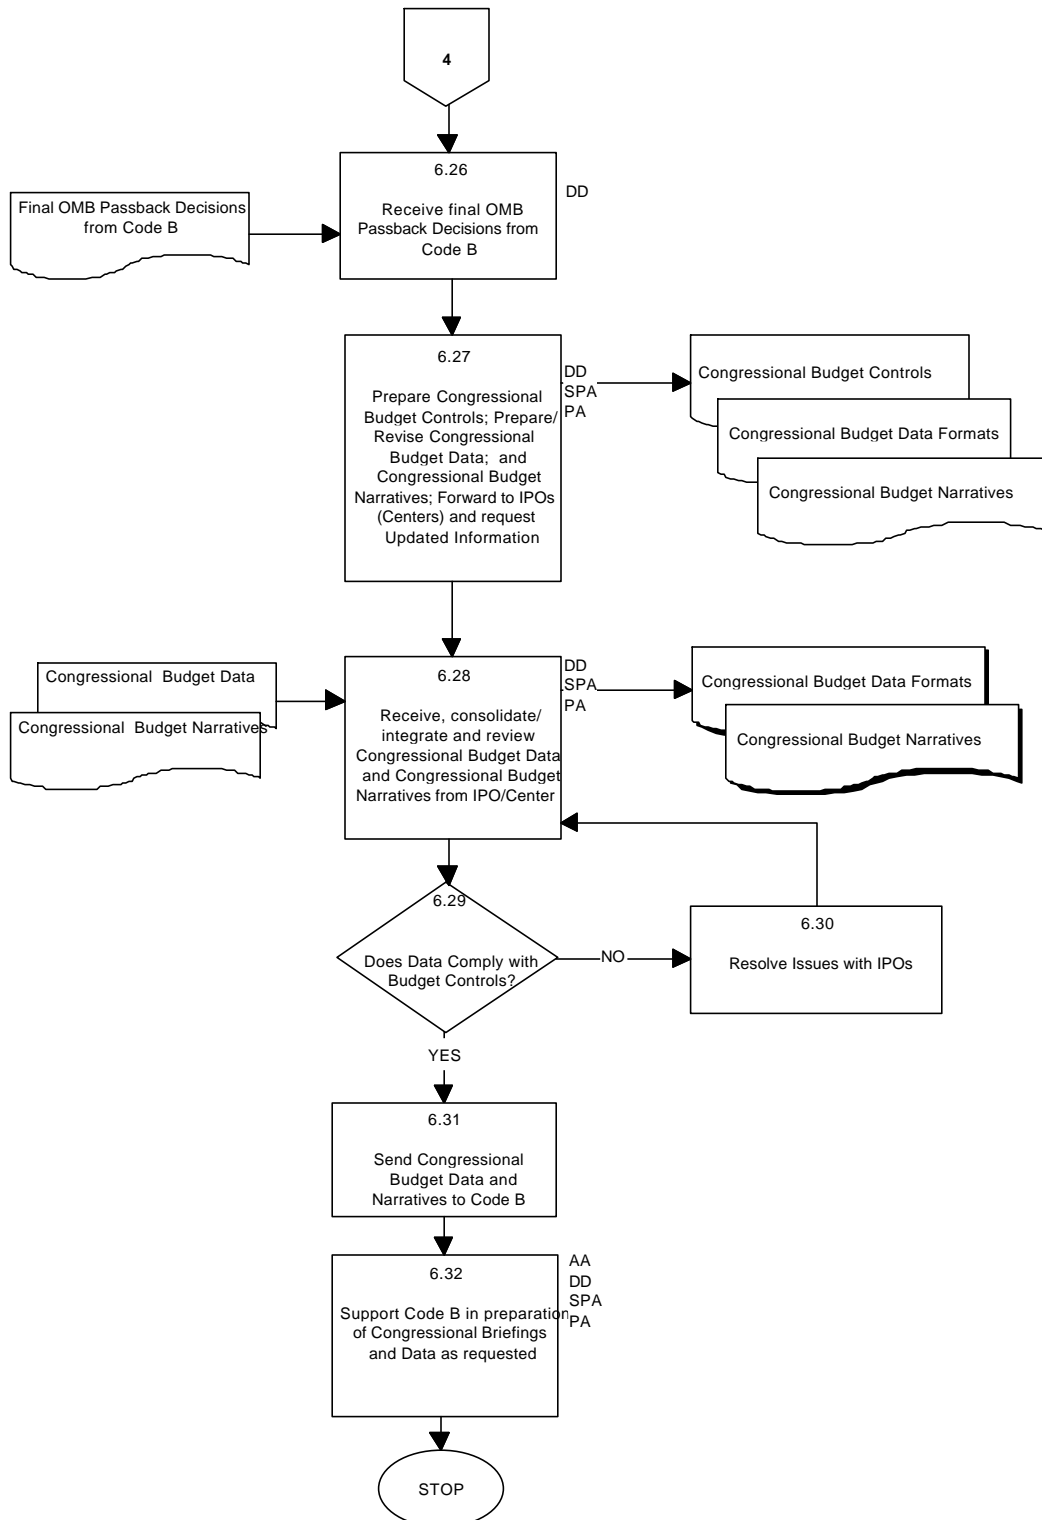 4
6.26
Receive final OMB
Passback Decisions from
Code B
DD
Final OMB Passback Decisions
from Code B
6.27
Prepare Congressional
Budget Controls; Prepare/
Revise Congressional
Budget Data;  and
Congressional Budget
Narratives; Forward to IPOs
(Centers) and request
Updated Information
DD
SPA
PA
Congressional Budget Controls
Congressional Budget Data Formats
Congressional Budget Narratives
Congressional  Budget Data
Congressional  Budget Narratives
6.28
Receive, consolidate/
integrate and review
Congressional Budget Data
and Congressional Budget
Narratives from IPO/Center
DD
SPA
PA
Congressional Budget Data Formats
Congressional Budget Narratives
6.29
Does Data Comply with
Budget Controls?
NO
6.30
Resolve Issues with IPOs
YES
6.31
Send Congressional
Budget Data and
Narratives to Code B
6.32
Support Code B in preparation
of Congressional Briefings
and Data as requested
AA
DD
SPA
PA
STOP